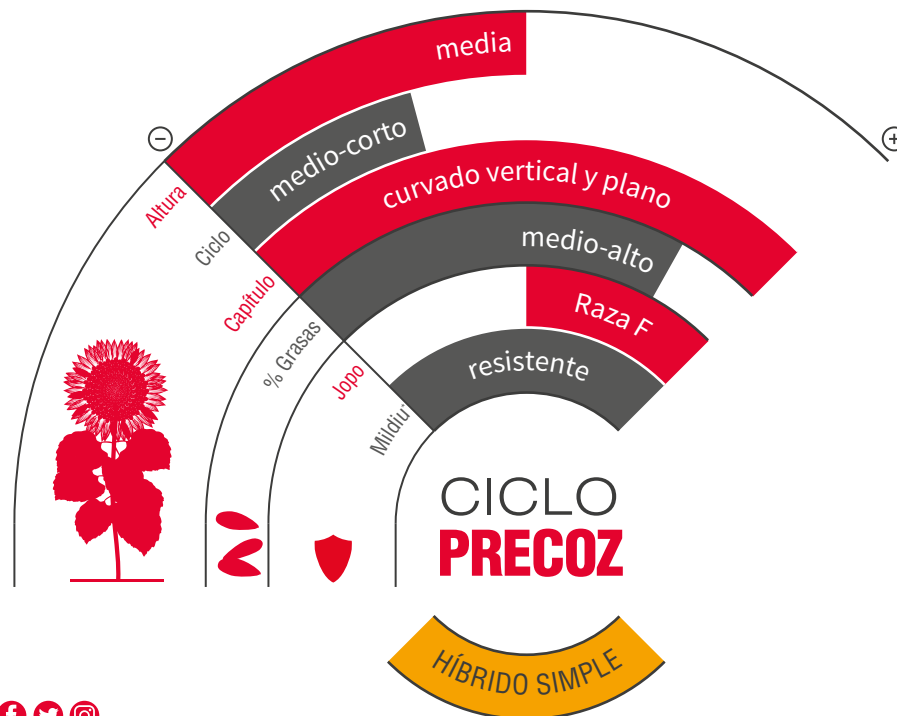 −
+
Altura
media
Ciclo
medio-corto
Capítulo
curvado vertical y plano
% Grasas
medio-alto
Jopo
Raza F
Mildiu
resistente
CICLO
PRECOZ
HÍBRIDO SIMPLE